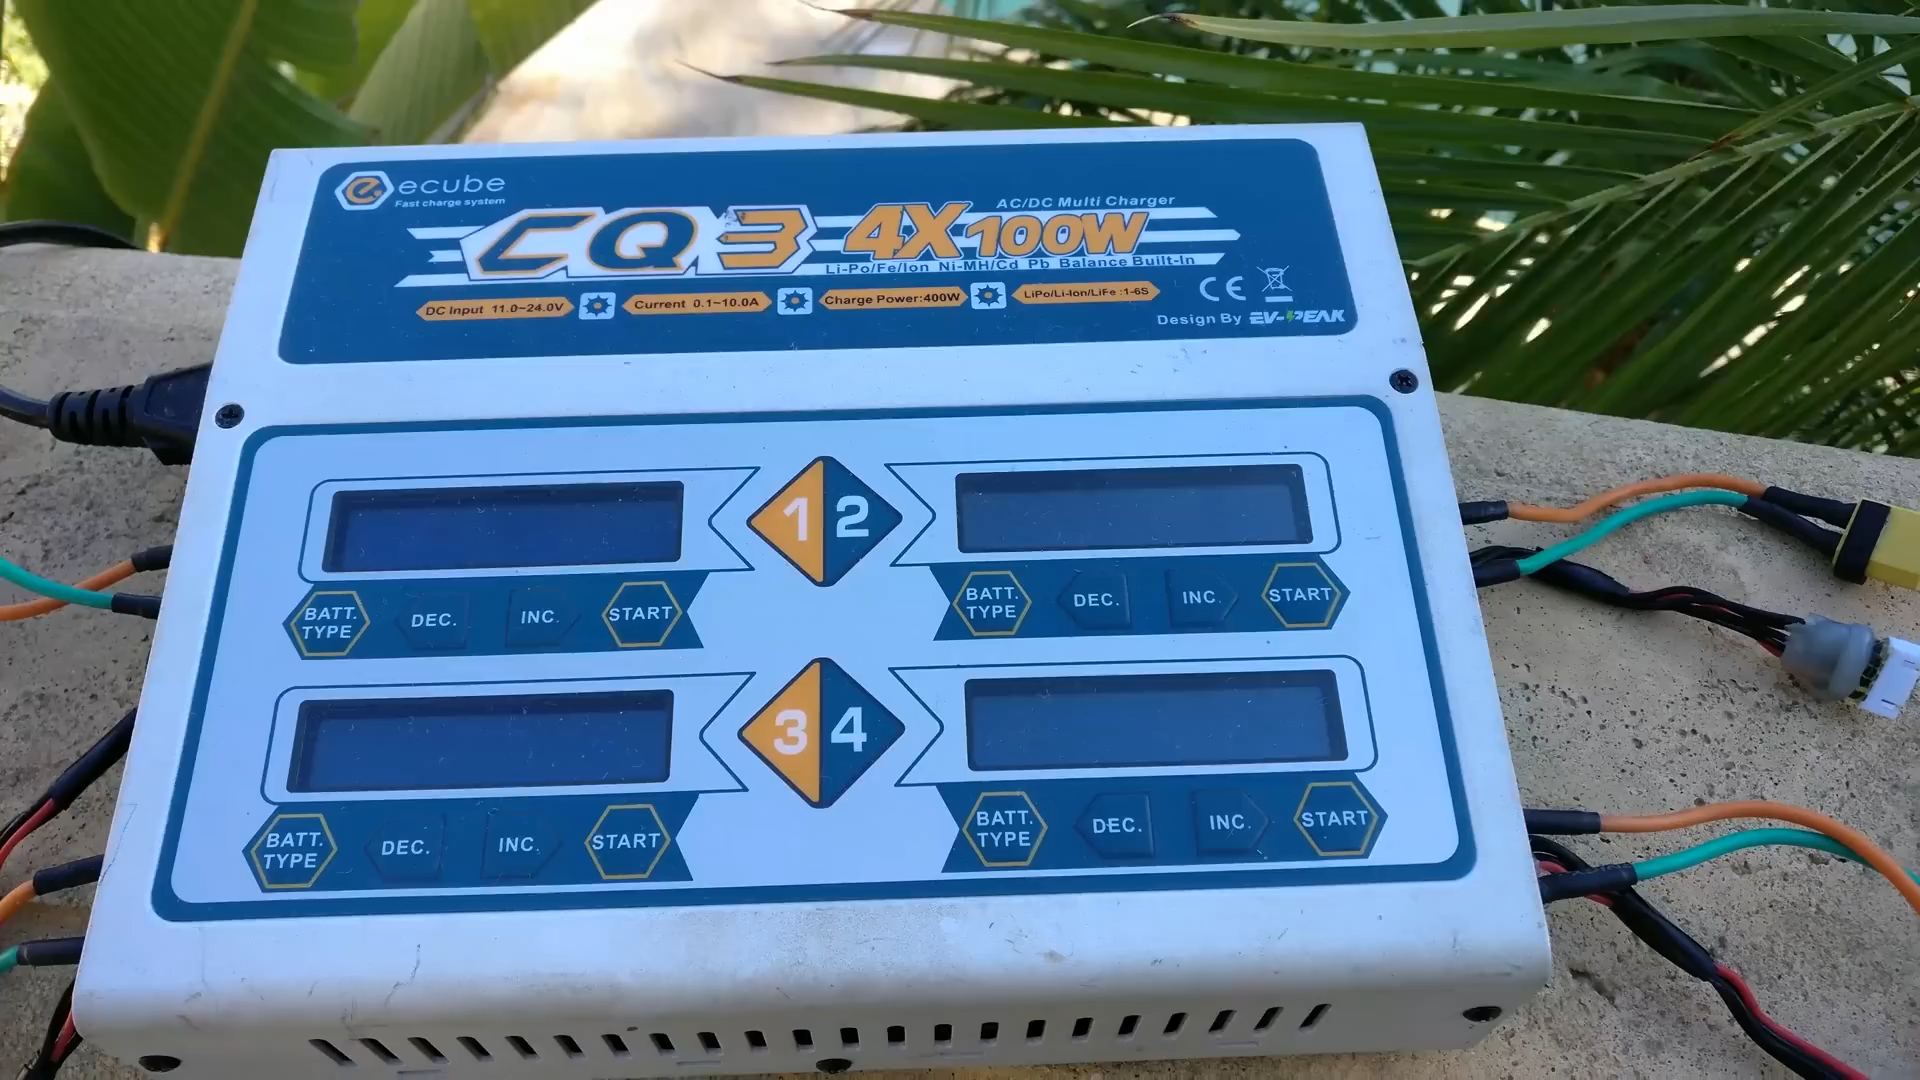 ecube
Fast charge system
CQ3 4X100W
AC/DC Multi Charger
Li-Po/Fe/Ion Ni-MH/Cd Pb Balance Built-In
DC Input 11.0~24.0V
Current 0.1~10.0A
Charge Power:400W
LiPo/Li-Ion/LiFe :1-6S
CE
Design By EV-PEAK
1 2
BATT. TYPE
DEC.
INC.
START
BATT. TYPE
DEC.
INC.
START
3 4
BATT. TYPE
DEC.
INC.
START
BATT. TYPE
DEC.
INC.
START